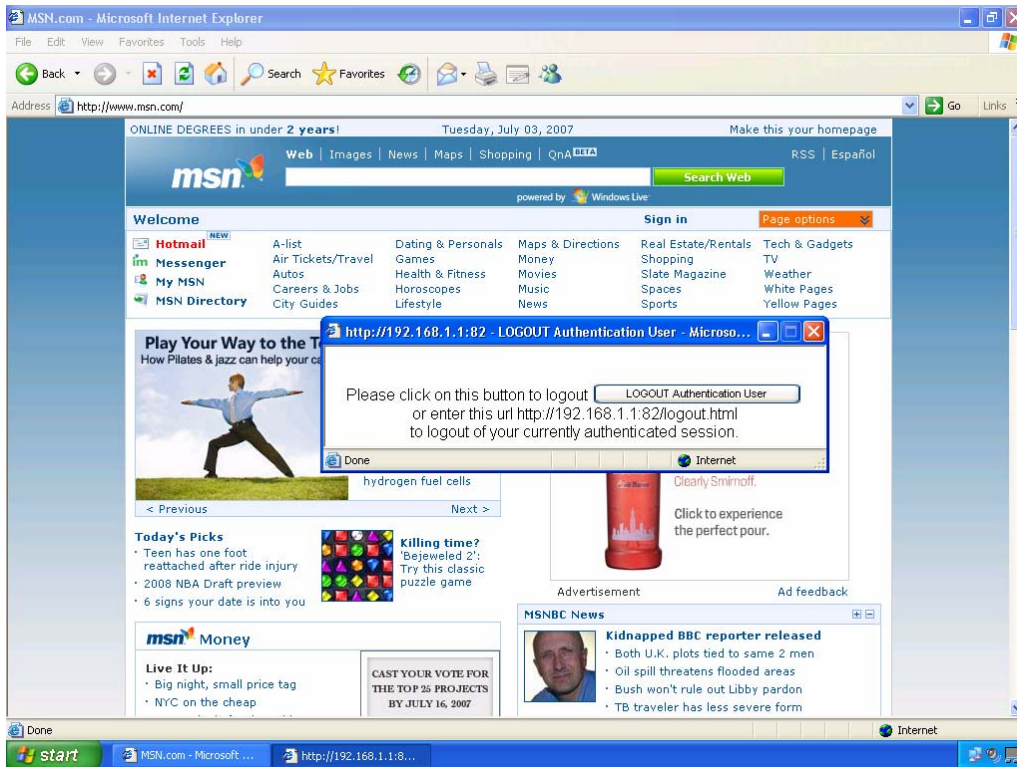 MSN.com - Microsoft Internet Explorer
File Edit View Favorites Tools Help
Back Search Favorites
Address http://www.msn.com/ Go Links
ONLINE DEGREES in under 2 years! Tuesday, July 03, 2007 Make this your homepage
Web | Images | News | Maps | Shopping | QnA BETA RSS | Español
msn
Search Web
powered by Windows Live
Welcome Sign in Page options
Hotmail NEW
Messenger
My MSN
MSN Directory
A-list
Air Tickets/Travel
Autos
Careers & Jobs
City Guides
Dating & Personals
Games
Health & Fitness
Horoscopes
Lifestyle
Maps & Directions
Money
Movies
Music
News
Real Estate/Rentals
Shopping
Slate Magazine
Spaces
Sports
Tech & Gadgets
TV
Weather
White Pages
Yellow Pages
Play Your Way to the T
How Pilates & jazz can help your ca
http://192.168.1.1:82 - LOGOUT Authentication User - Microso...
Please click on this button to logout LOGOUT Authentication User
or enter this url http://192.168.1.1:82/logout.html
to logout of your currently authenticated session.
Done Internet
hydrogen fuel cells
< Previous Next >
Clearly Smirnoff.
Click to experience
the perfect pour.
Advertisement Ad feedback
Today's Picks
· Teen has one foot
reattached after ride injury
· 2008 NBA Draft preview
· 6 signs your date is into you
Killing time?
'Bejeweled 2':
Try this classic
puzzle game
MSNBC News
Kidnapped BBC reporter released
· Both U.K. plots tied to same 2 men
· Oil spill threatens flooded areas
· Bush won't rule out Libby pardon
· TB traveler has less severe form
msn Money
Live It Up:
· Big night, small price tag
· NYC on the cheap
CAST YOUR VOTE FOR
THE TOP 25 PROJECTS
BY JULY 16, 2007
Done Internet
start MSN.com - Microsoft ... http://192.168.1.1:8...